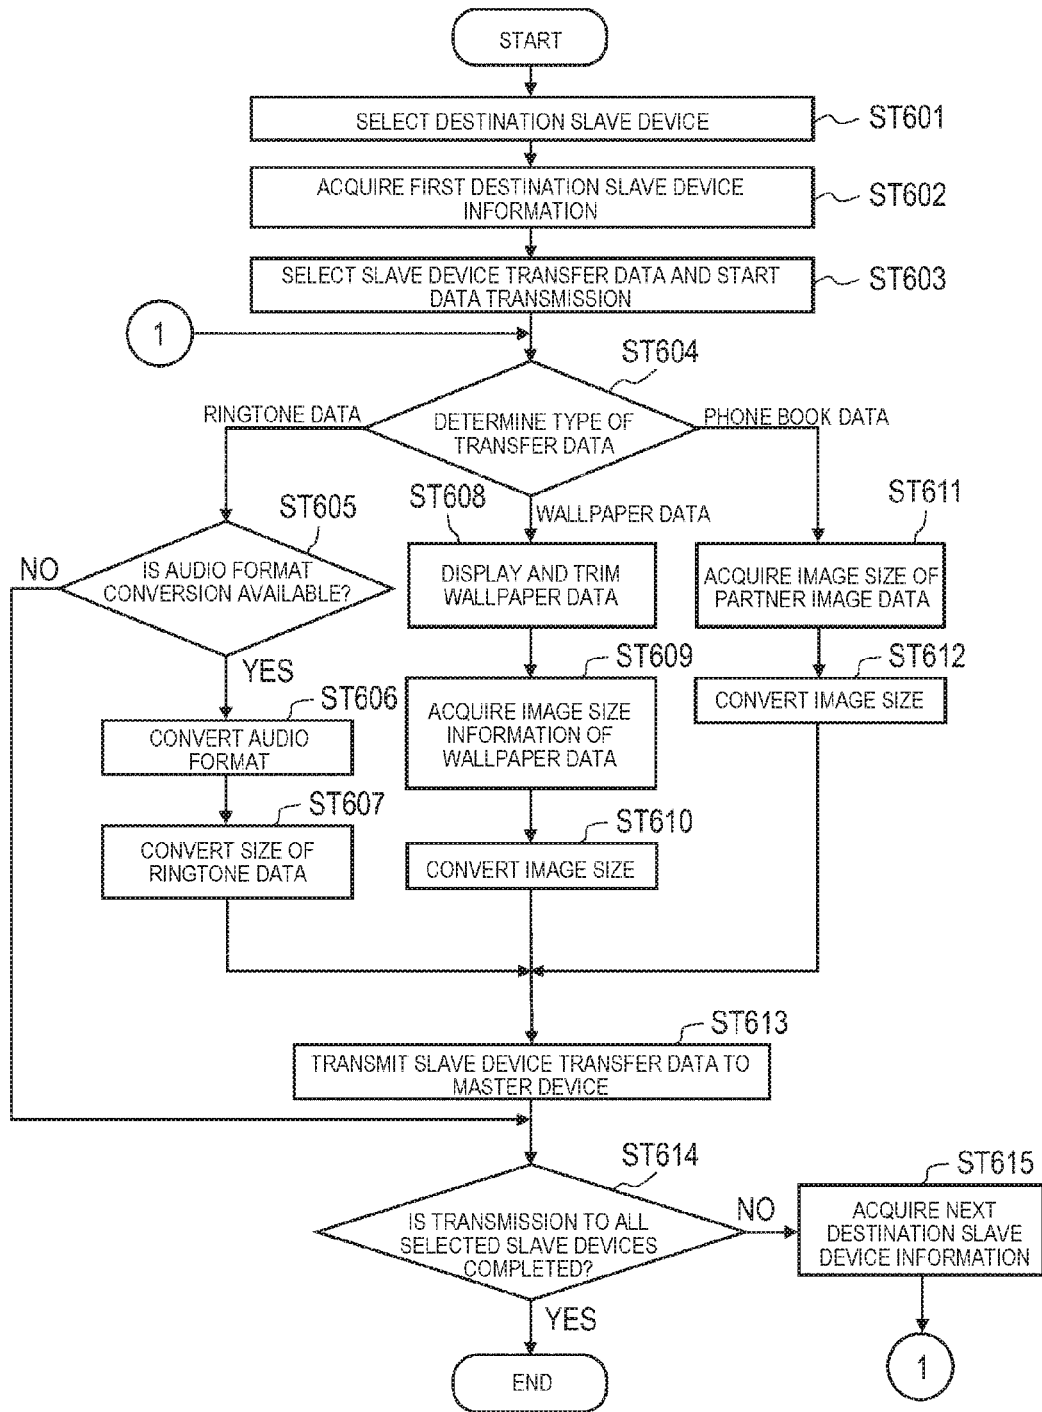 START
SELECT DESTINATION SLAVE DEVICE
ST601
ACQUIRE FIRST DESTINATION SLAVE DEVICE
INFORMATION
ST602
SELECT SLAVE DEVICE TRANSFER DATA AND START
DATA TRANSMISSION
ST603
1
ST604
DETERMINE TYPE OF
TRANSFER DATA
RINGTONE DATA
PHONE BOOK DATA
WALLPAPER DATA
ST605
IS AUDIO FORMAT
CONVERSION AVAILABLE?
NO
YES
ST606
CONVERT AUDIO
FORMAT
ST607
CONVERT SIZE OF
RINGTONE DATA
ST608
DISPLAY AND TRIM
WALLPAPER DATA
ST609
ACQUIRE IMAGE SIZE
INFORMATION OF
WALLPAPER DATA
ST610
CONVERT IMAGE SIZE
ST611
ACQUIRE IMAGE SIZE OF
PARTNER IMAGE DATA
ST612
CONVERT IMAGE SIZE
ST613
TRANSMIT SLAVE DEVICE TRANSFER DATA TO
MASTER DEVICE
ST614
IS TRANSMISSION TO ALL
SELECTED SLAVE DEVICES
COMPLETED?
NO
YES
ST615
ACQUIRE NEXT
DESTINATION SLAVE
DEVICE INFORMATION
1
END